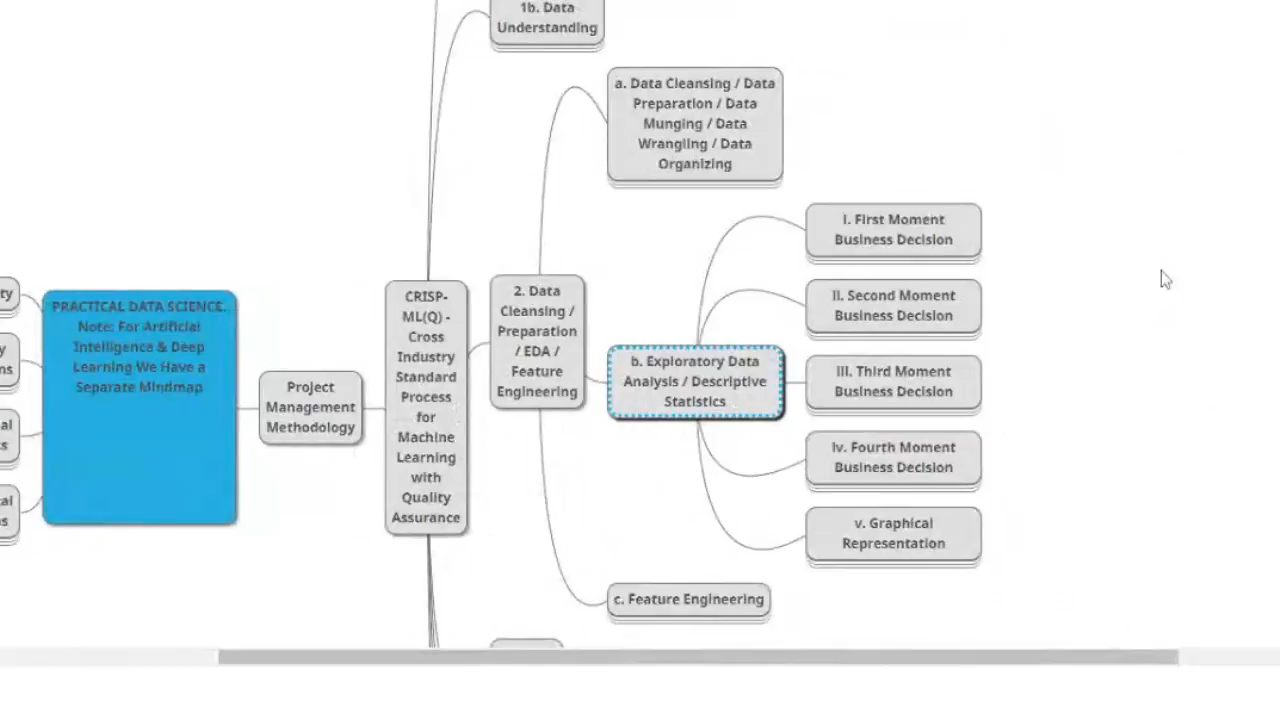 1b. Data
Understanding
a. Data Cleansing / Data
Preparation / Data
Munging / Data
Wrangling / Data
Organizing
i. First Moment
Business Decision
ii. Second Moment
Business Decision
iii. Third Moment
Business Decision
iv. Fourth Moment
Business Decision
v. Graphical
Representation
b. Exploratory Data
Analysis / Descriptive
Statistics
c. Feature Engineering
2. Data
Cleansing /
Preparation
/ EDA /
Feature
Engineering
CRISP-
ML(Q) -
Cross
Industry
Standard
Process
for
Machine
Learning
with
Quality
Assurance
Project
Management
Methodology
PRACTICAL DATA SCIENCE.
Note: For Artificial
Intelligence & Deep
Learning We Have a
Separate Mindmap